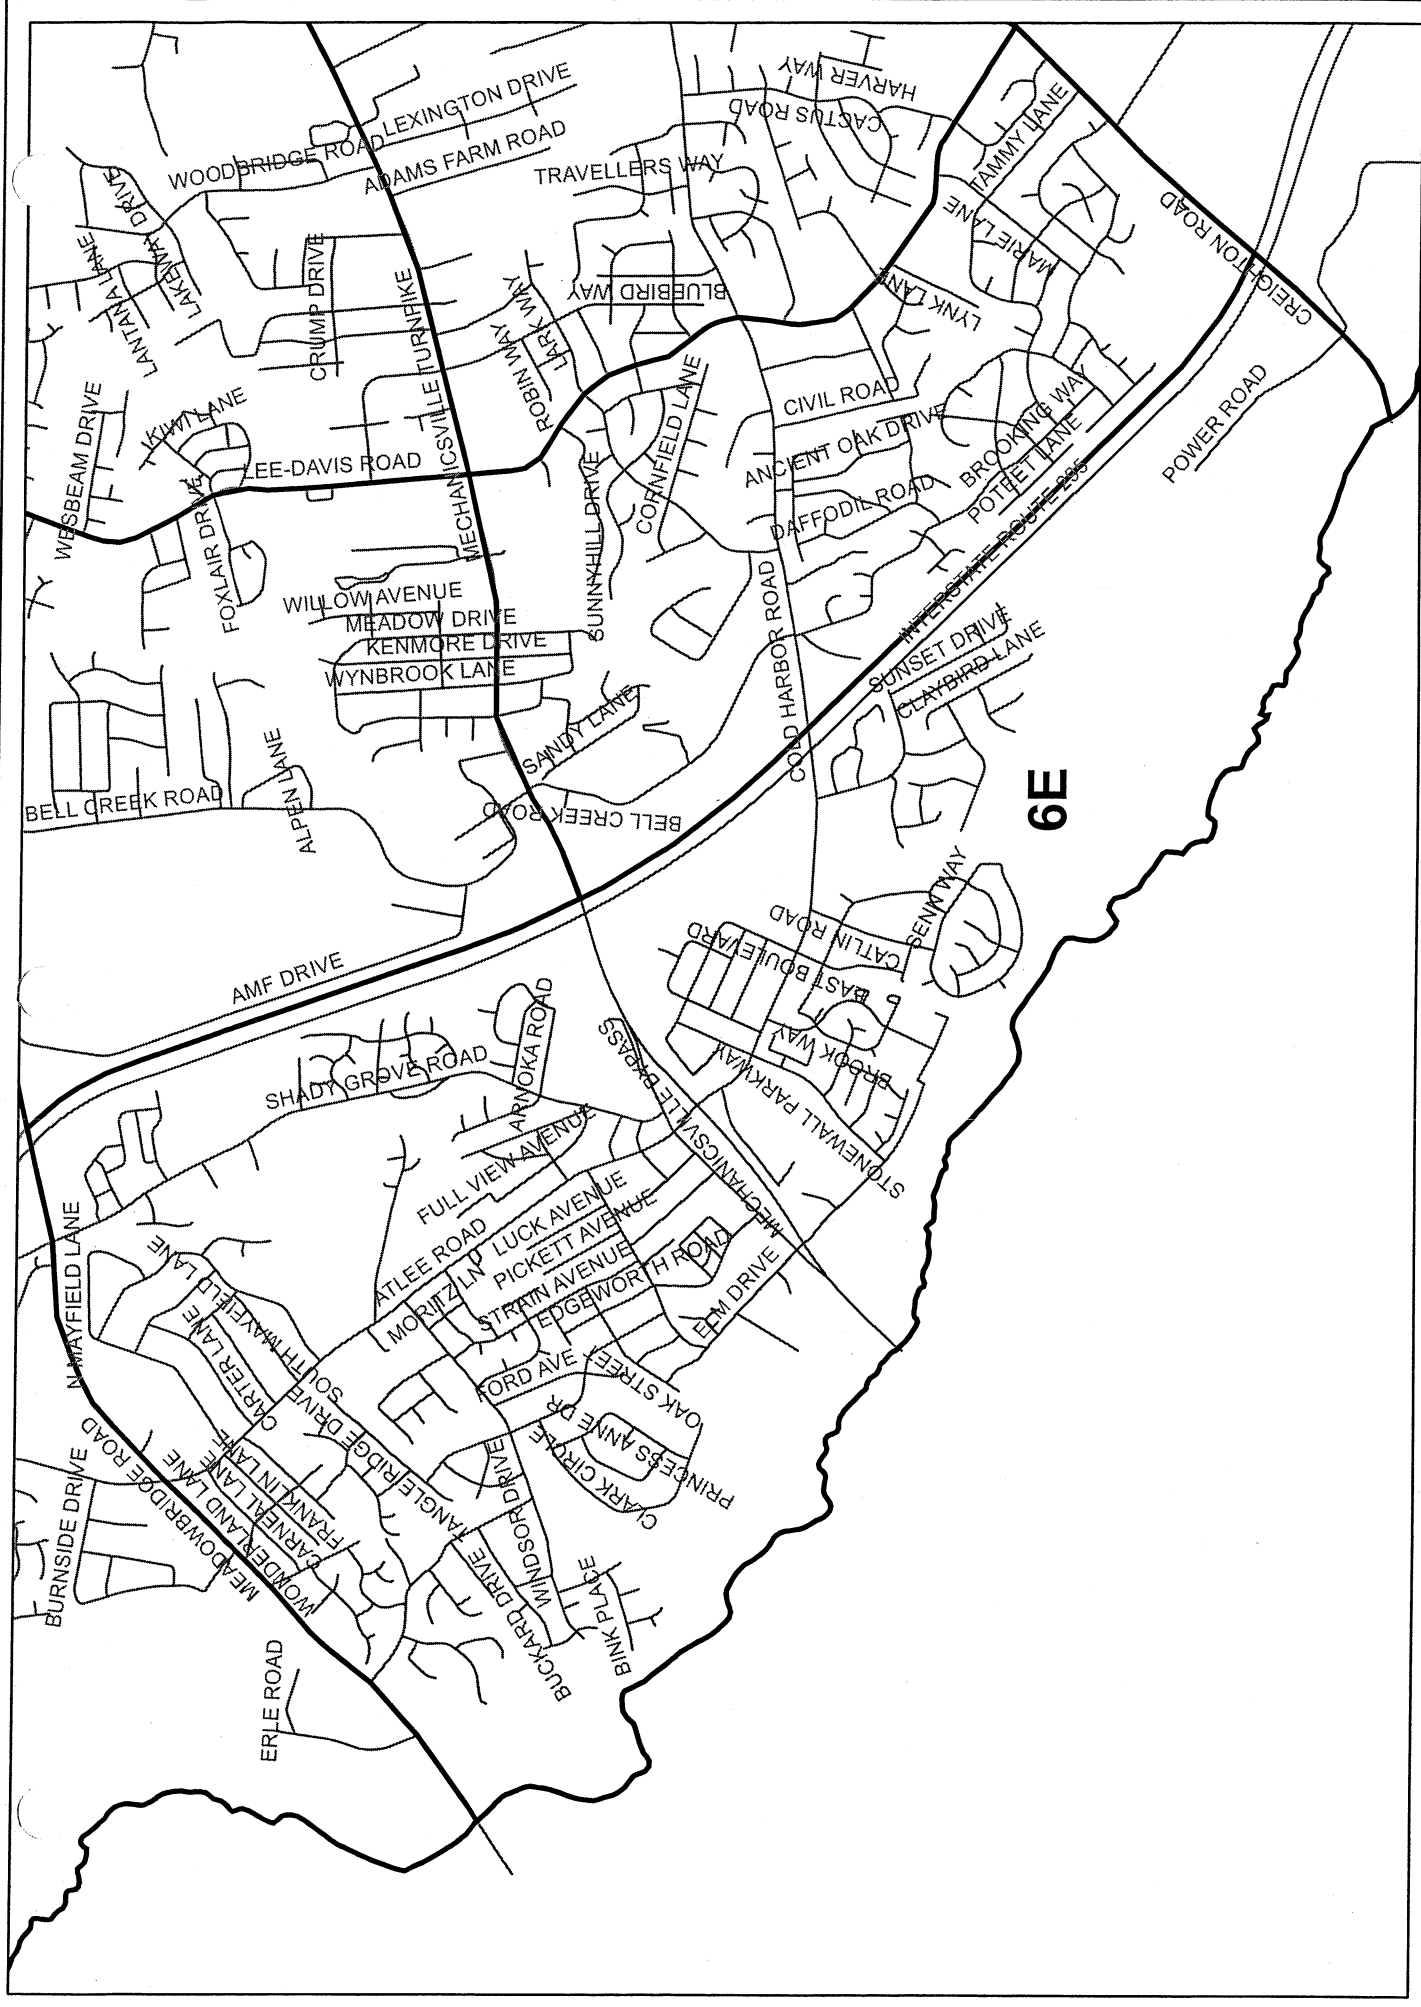 WOODBRIDGE ROAD
LEXINGTON DRIVE
ADAMS FARM ROAD
TRAVELLERS WAY
HARVER WAY
CACTUS ROAD
TAMMY LANE
MARIE LANE
CREIGHTON ROAD
LANTANA LANE
LAKEWAY DRIVE
CRUMP DRIVE
MECHANICSVILLE TURNPIKE
BLUEBIRD WAY
ROBIN WAY
LARK WAY
LYNK LANE
WESBEAM DRIVE
KIWI LANE
LEE-DAVIS ROAD
FOXLAIR DRIVE
SUNNYHILL DRIVE
CORNFIELD LANE
CIVIL ROAD
ANCIENT OAK DRIVE
DAFFODIL ROAD
BROOKING WAY
POTEET LANE
INTERSTATE ROUTE 295
POWER ROAD
WILLOW AVENUE
MEADOW DRIVE
KENMORE DRIVE
WYNBROOK LANE
SANDY LANE
COLD HARBOR ROAD
SUNSET DRIVE
CLAYBIRD LANE
BELL CREEK ROAD
ALPEN LANE
BELL CREEK ROAD
6E
AMF DRIVE
EAST BOULEVARD
CATLIN ROAD
SENN WAY
BROOK WAY
STONEWALL PARKWAY
SHADY GROVE ROAD
ARNOKA ROAD
MECHANICSVILLE BYPASS
FULL VIEW AVENUE
ATLEE ROAD
LUCK AVENUE
PICKETT AVENUE
MORITZ LN
STRAIN AVENUE
EDGEWORTH ROAD
ELM DRIVE
N MAYFIELD LANE
SOUTH MAYFIELD LANE
CARTER LANE
FORD AVE
OAK STREET
MEADOWBRIDGE ROAD
BURNSIDE DRIVE
WONDERLAND LANE
CARNEAL LANE
FRANKLIN LANE
TANGLE RIDGE DRIVE
CLARK CIRCLE
PRINCESS ANNE DR
WINDSOR DRIVE
BUCKARD DRIVE
BINK PLACE
ERLE ROAD